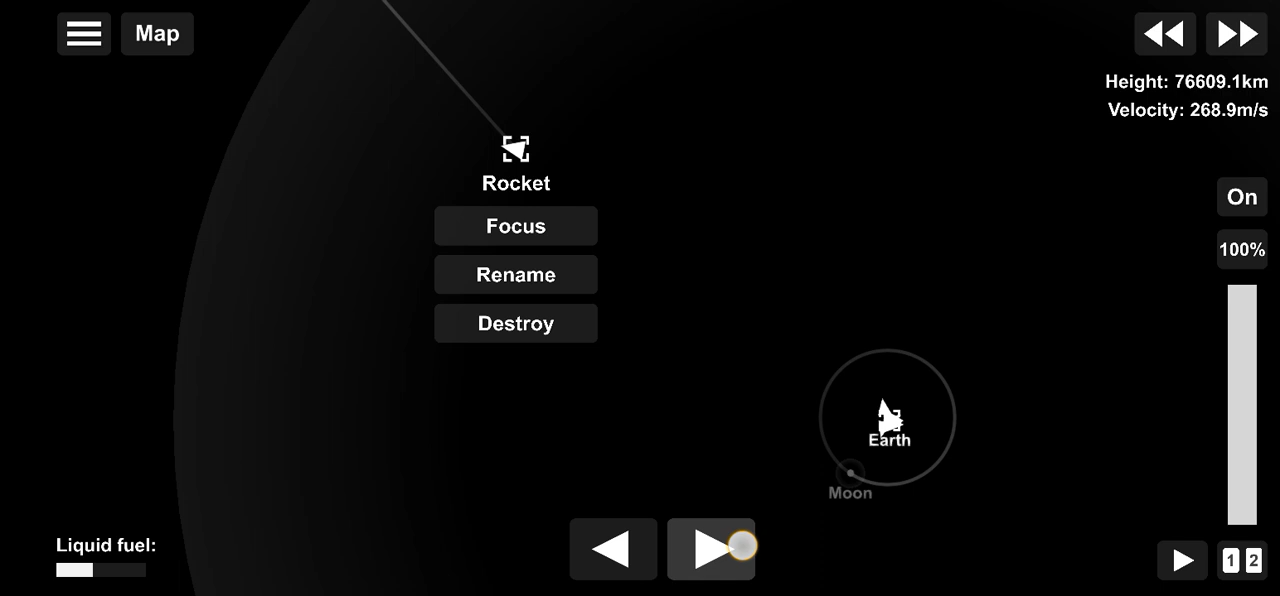 Map
Height: 76609.1km
Velocity: 268.9m/s
Rocket
Focus
Rename
Destroy
On
100%
Earth
Moon
Liquid fuel:
1 2